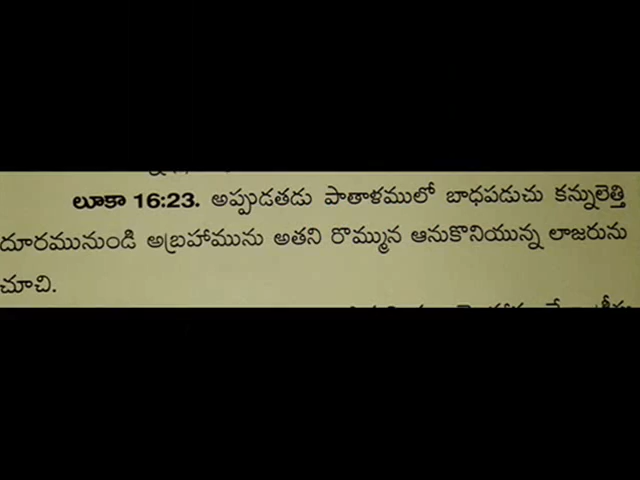 లూకా 16:23. అప్పుడతడు పాతాళములో బాధపడుచు కన్నులెత్తి
దూరమునుండి అబ్రహామును అతని రొమ్మున ఆనుకొనియున్న లాజరును
చూచి.